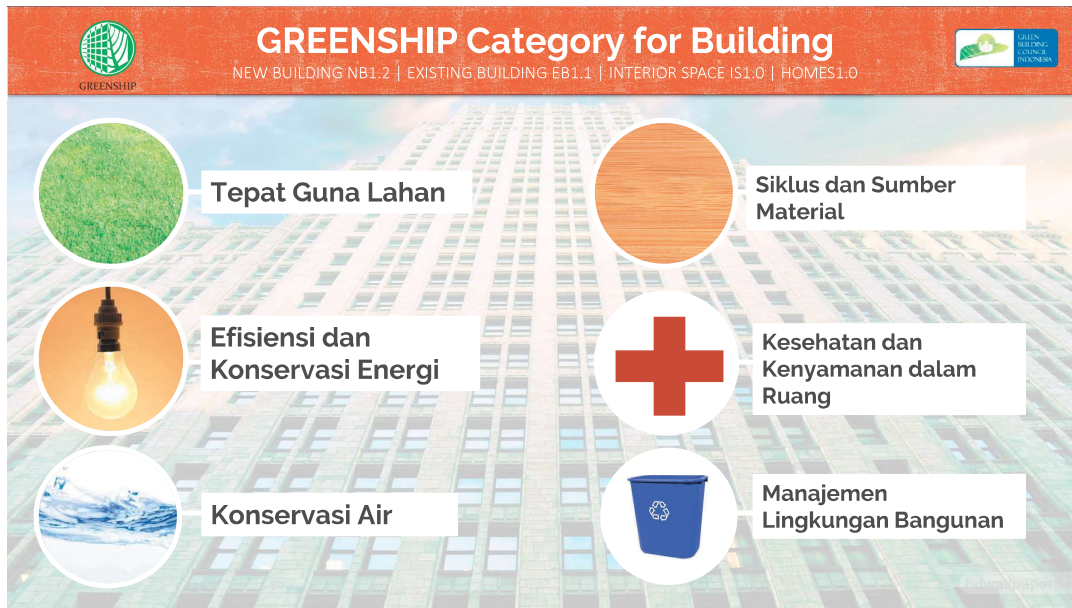 GREENSHIP Category for Building
NEW BUILDING NB1.2 | EXISTING BUILDING EB1.1 | INTERIOR SPACE IS1.0 | HOMES1.0
GREENSHIP
GREEN
BUILDING
COUNCIL
INDONESIA
Tepat Guna Lahan
Efisiensi dan
Konservasi Energi
Konservasi Air
Siklus dan Sumber
Material
Kesehatan dan
Kenyamanan dalam
Ruang
Manajemen
Lingkungan Bangunan